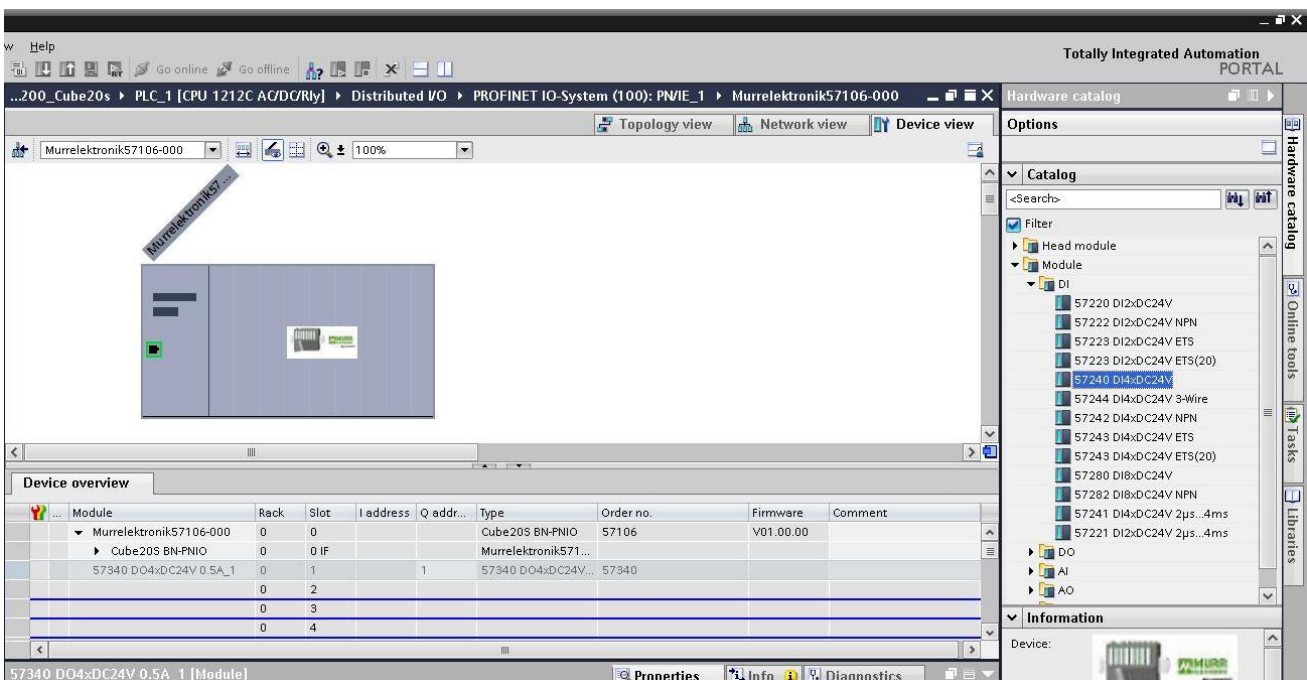 w Help
Totally Integrated Automation
PORTAL
Go online Go offline
...200_Cube20s ▸ PLC_1 [CPU 1212C AC/DC/Rly] ▸ Distributed I/O ▸ PROFINET IO-System (100): PN/IE_1 ▸ Murrelektronik57106-000
Hardware catalog
Topology view Network view Device view
Options
Murrelektronik57106-000 100%
Murrelektronik57...
Catalog
<Search>
Filter
Head module
Module
DI
57220 DI2xDC24V
57222 DI2xDC24V NPN
57223 DI2xDC24V ETS
57223 DI2xDC24V ETS(20)
57240 DI4xDC24V
57244 DI4xDC24V 3-Wire
57242 DI4xDC24V NPN
57243 DI4xDC24V ETS
57243 DI4xDC24V ETS(20)
57280 DI8xDC24V
57282 DI8xDC24V NPN
57241 DI4xDC24V 2µs...4ms
57221 DI2xDC24V 2µs...4ms
DO
AI
AO
Information
Device:
MURR
Hardware catalog
Online tools
Tasks
Libraries
Device overview
... Module Rack Slot I address Q addr... Type Order no. Firmware Comment
Murrelektronik57106-000 0 0 Cube20S BN-PNIO 57106 V01.00.00
Cube20S BN-PNIO 0 0 IF Murrelektronik571...
57340 DO4xDC24V 0.5A_1 0 1 1 57340 DO4xDC24V... 57340
0 2
0 3
0 4
57340 DO4xDC24V 0.5A_1 [Module]
Properties Info Diagnostics